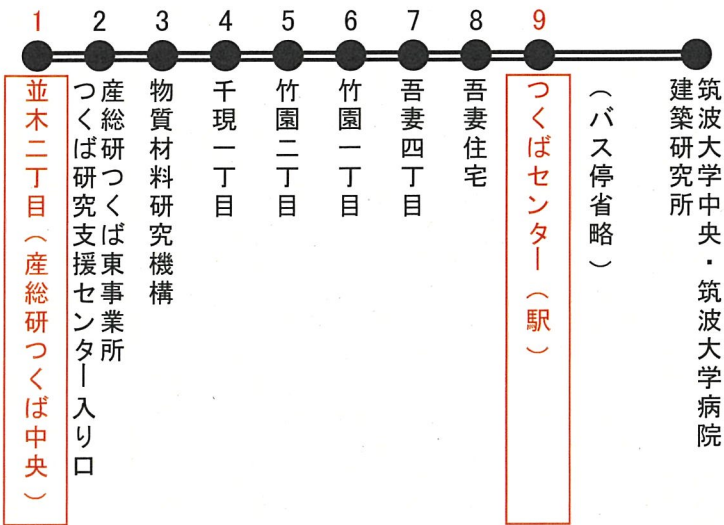 1 2 3 4 5 6 7 8 9
並木二丁目（産総研つくば中央）
産総研つくば東事業所
つくば研究支援センター入り口
物質材料研究機構
千現一丁目
竹園二丁目
竹園一丁目
吾妻四丁目
吾妻住宅
つくばセンター（駅）
（バス停省略）
筑波大学中央・筑波大学病院
建築研究所